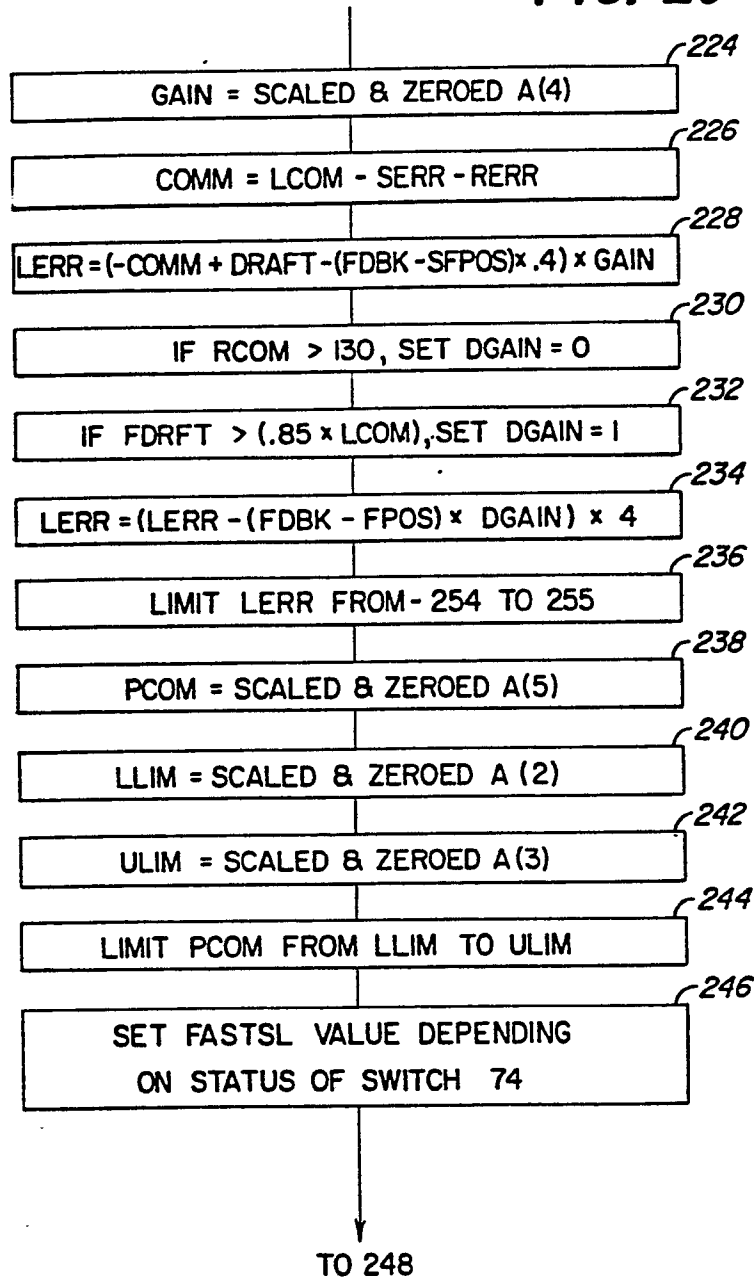 224
GAIN = SCALED & ZEROED A(4)
226
COMM = LCOM - SERR - RERR
228
LERR = (-COMM + DRAFT - (FDBK - SFPOS) × .4) × GAIN
230
IF RCOM > 130, SET DGAIN = 0
232
IF FDRFT > (.85 × LCOM), SET DGAIN = 1
234
LERR = (LERR - (FDBK - FPOS) × DGAIN) × 4
236
LIMIT LERR FROM - 254 TO 255
238
PCOM = SCALED & ZEROED A(5)
240
LLIM = SCALED & ZEROED A (2)
242
ULIM = SCALED & ZEROED A(3)
244
LIMIT PCOM FROM LLIM TO ULIM
246
SET FASTSL VALUE DEPENDING
ON STATUS OF SWITCH 74
TO 248